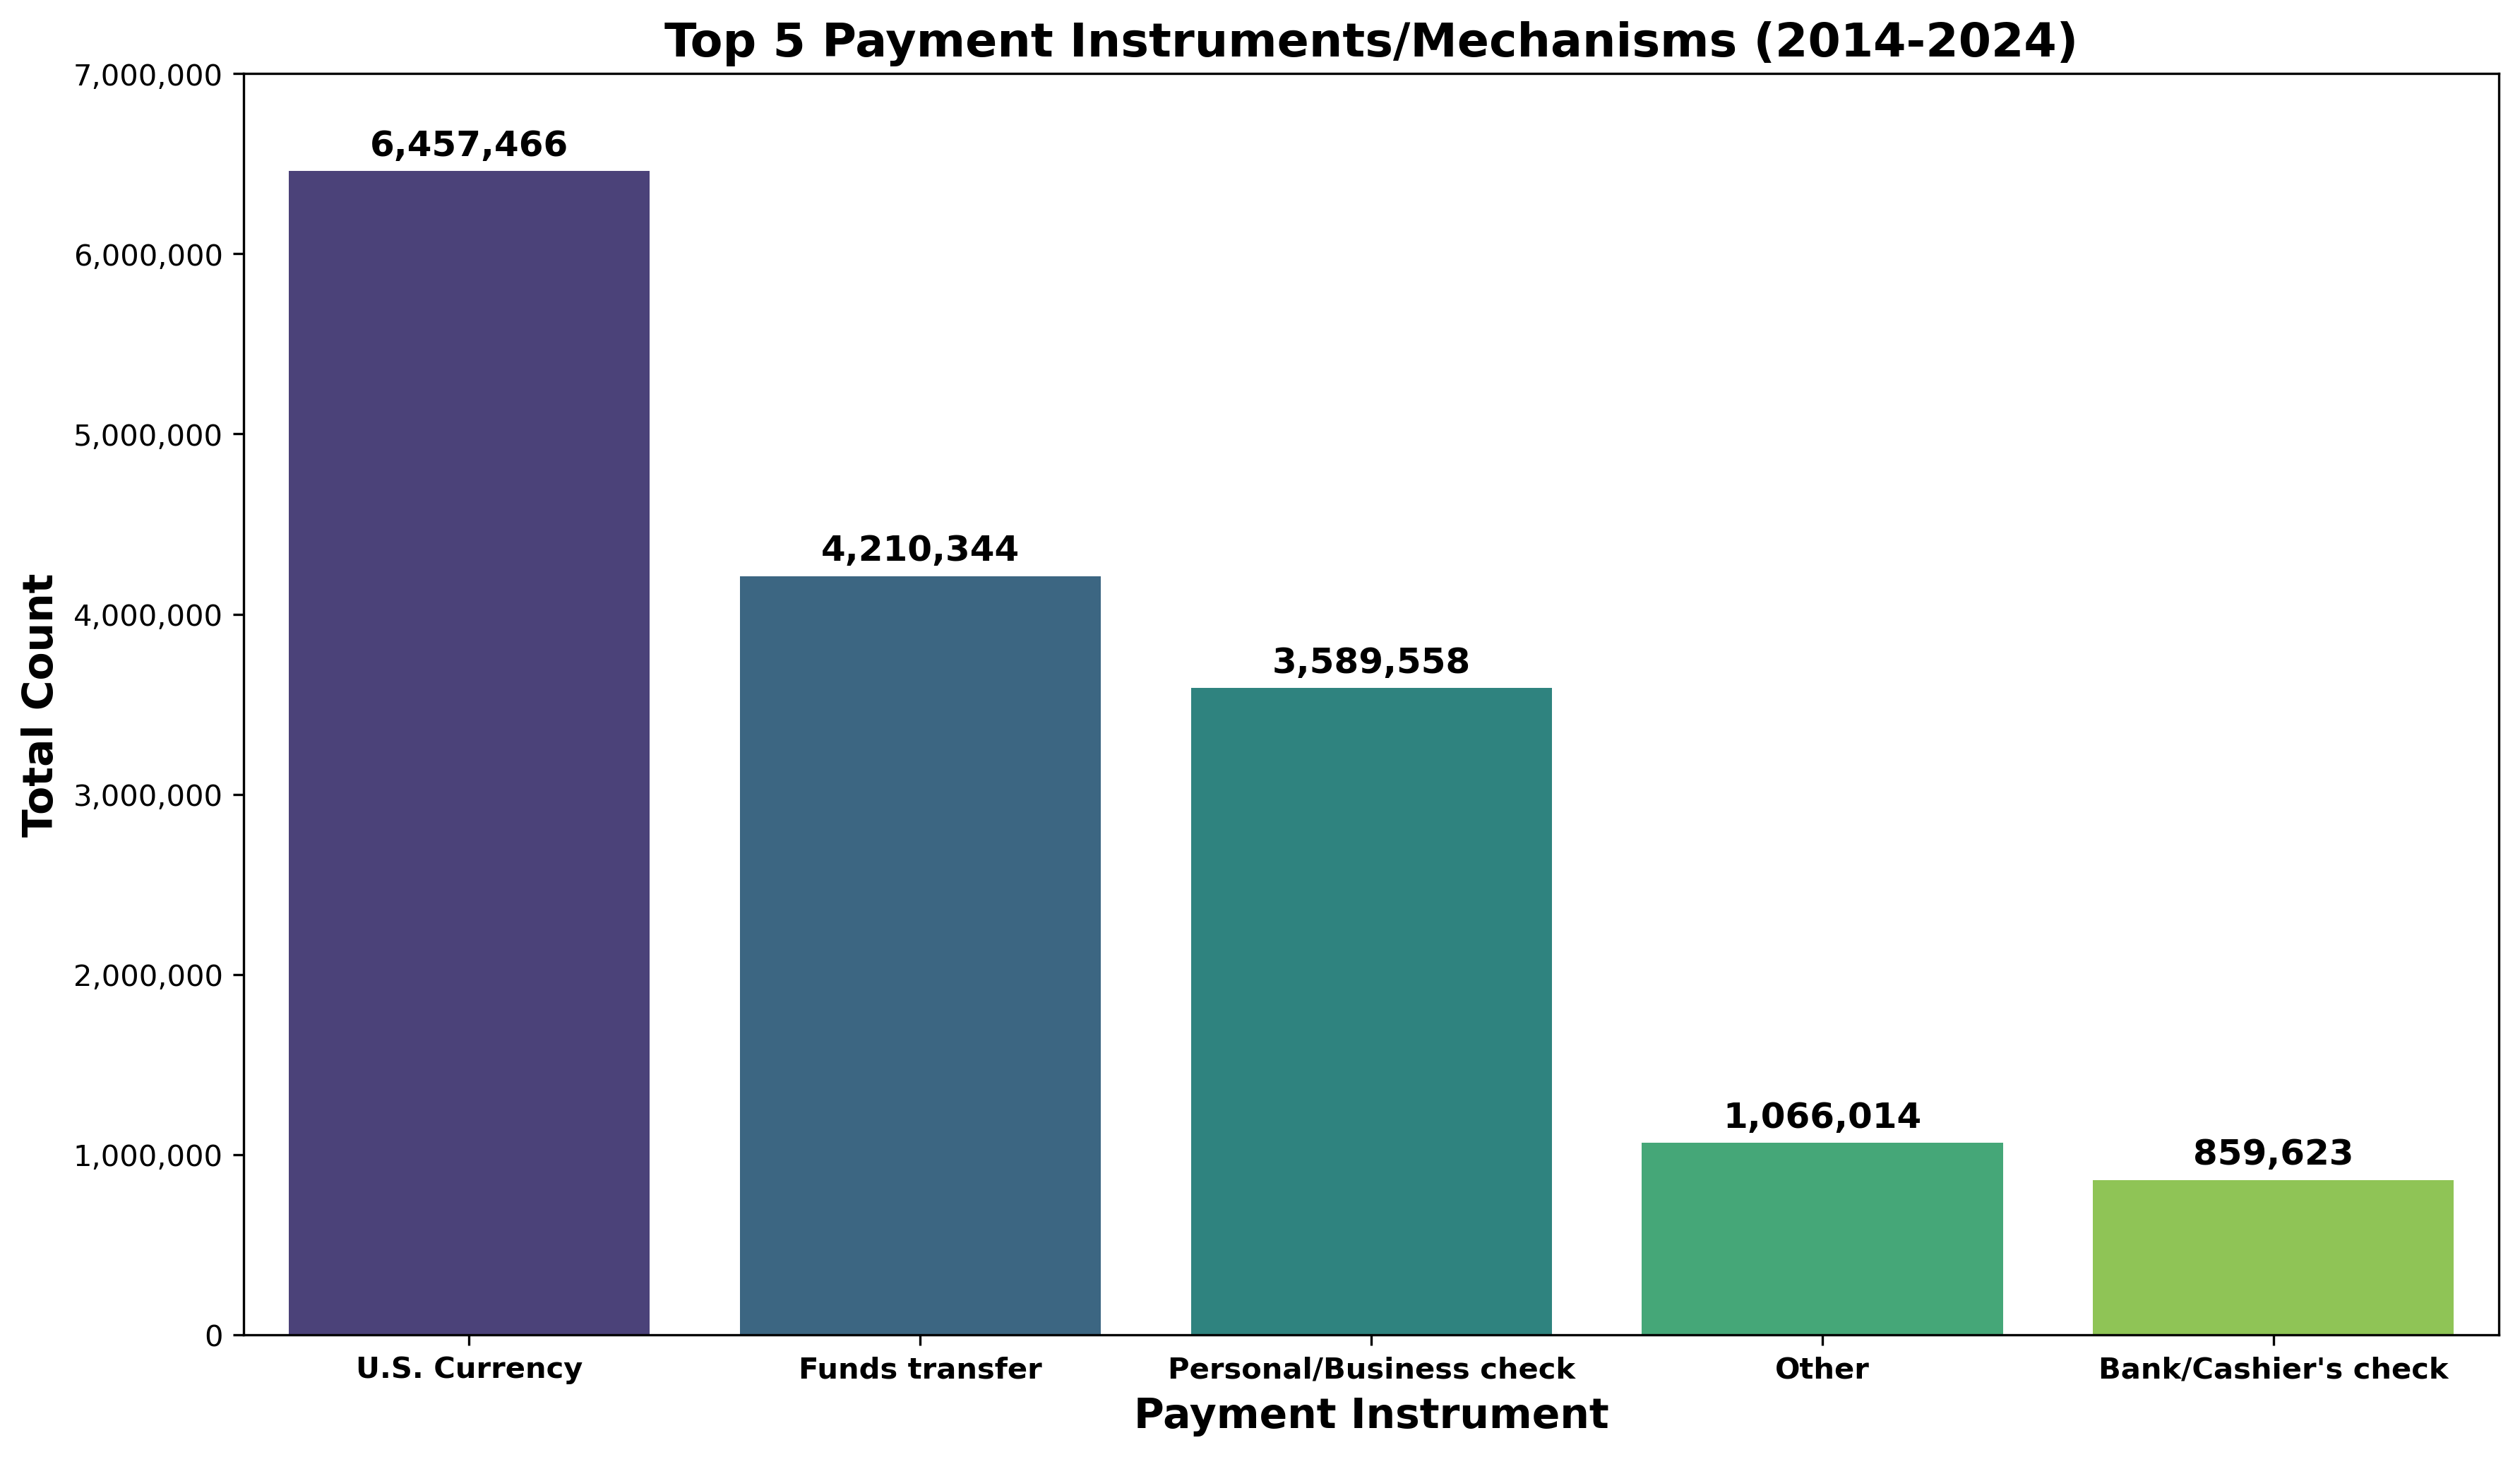 Top 5 Payment Instruments/Mechanisms (2014-2024)
7,000,000
6,000,000
5,000,000
4,000,000
3,000,000
2,000,000
1,000,000
0
Total Count
6,457,466
4,210,344
3,589,558
1,066,014
859,623
U.S. Currency
Funds transfer
Personal/Business check
Other
Bank/Cashier's check
Payment Instrument